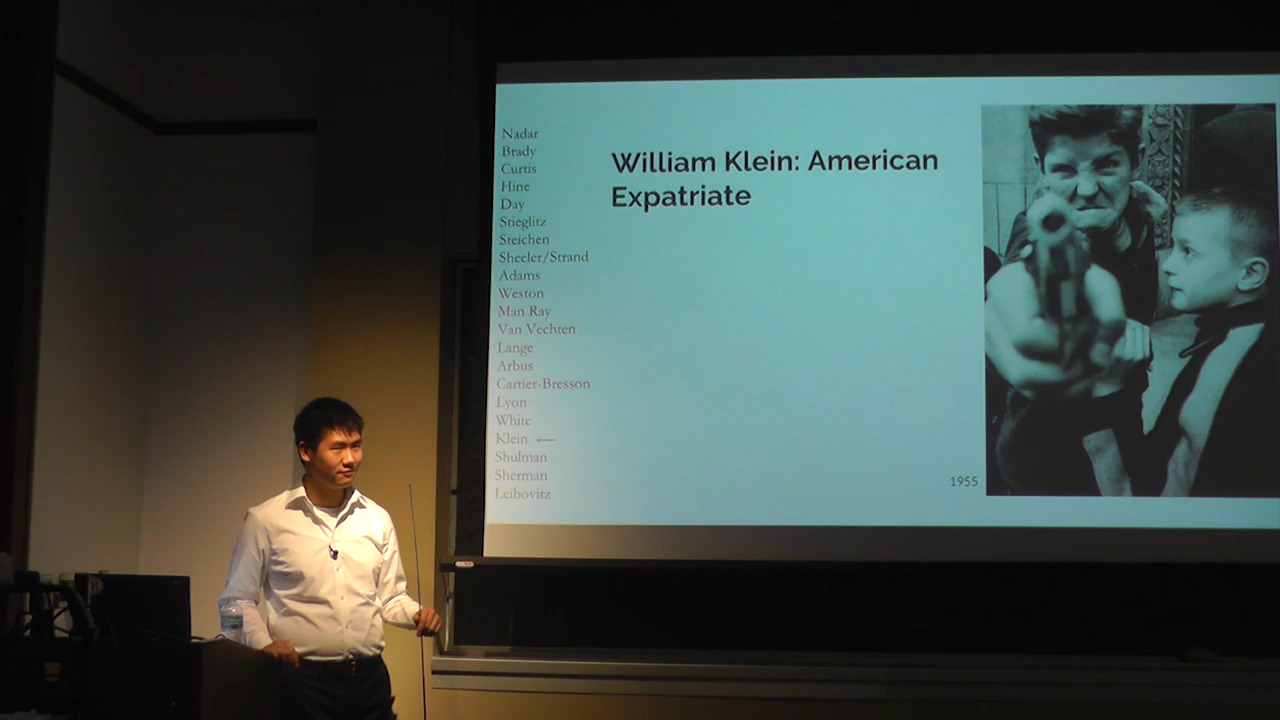 Nadar
Brady
Curtis
Hine
Day
Stieglitz
Steichen
Sheeler/Strand
Adams
Weston
Man Ray
Van Vechten
Lange
Arbus
Cartier-Bresson
Lyon
White
Klein ←
Shulman
Sherman
Leibovitz
William Klein: American
Expatriate
1955